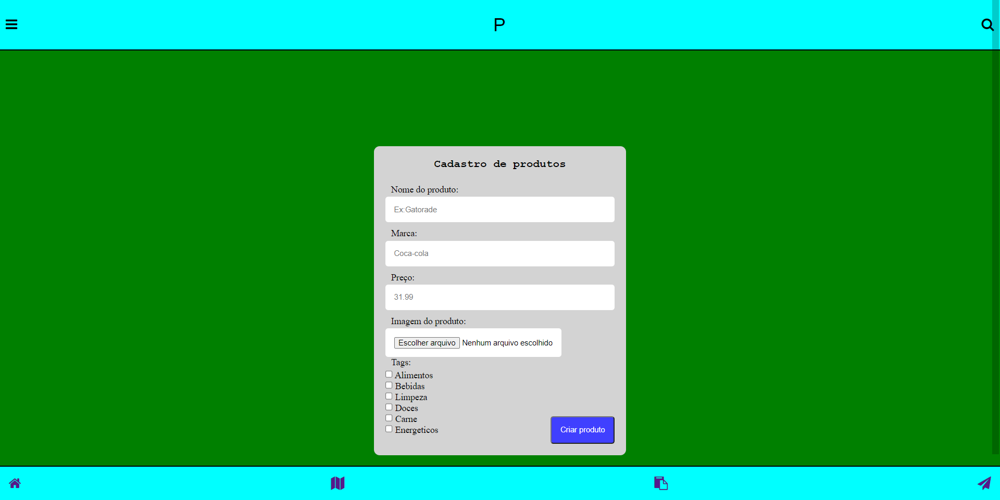 P
Cadastro de produtos
Nome do produto:
Ex:Gatorade
Marca:
Coca-cola
Preço:
31.99
Imagem do produto:
Escolher arquivo Nenhum arquivo escolhido
Tags:
Alimentos
Bebidas
Limpeza
Doces
Carne
Energeticos
Criar produto